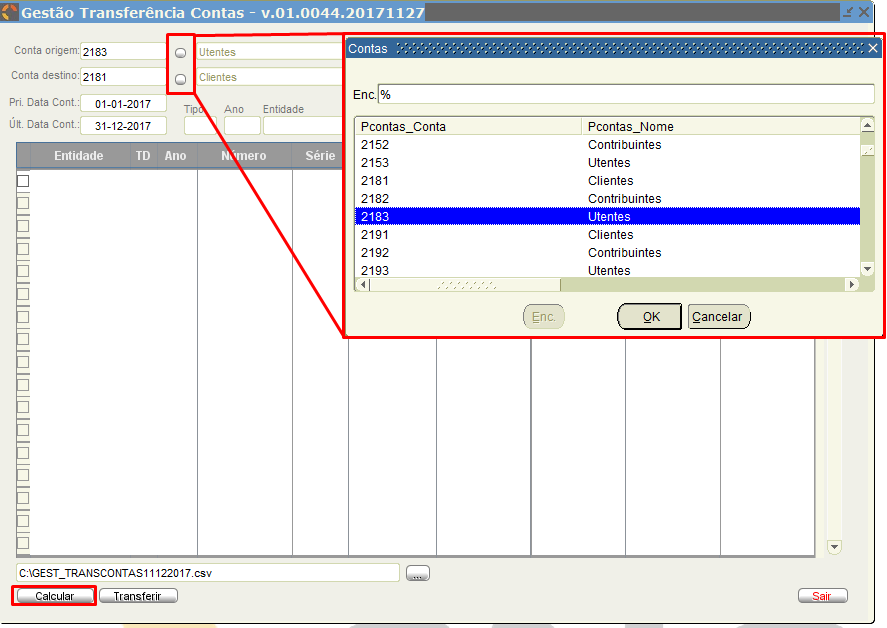 Gestão Transferência Contas - v.01.0044.20171127
Conta origem: 2183 Utentes
Conta destino: 2181 Clientes
Pri. Data Cont.: 01-01-2017
Tipo Ano Entidade
Últ. Data Cont.: 31-12-2017
Entidade TD Ano Número Série
Contas
Enc. %
Pcontas_Conta Pcontas_Nome
2152 Contribuintes
2153 Utentes
2181 Clientes
2182 Contribuintes
2183 Utentes
2191 Clientes
2192 Contribuintes
2193 Utentes
Enc. OK Cancelar
C:\GEST_TRANSCONTAS11122017.csv ...
Calcular Transferir Sair